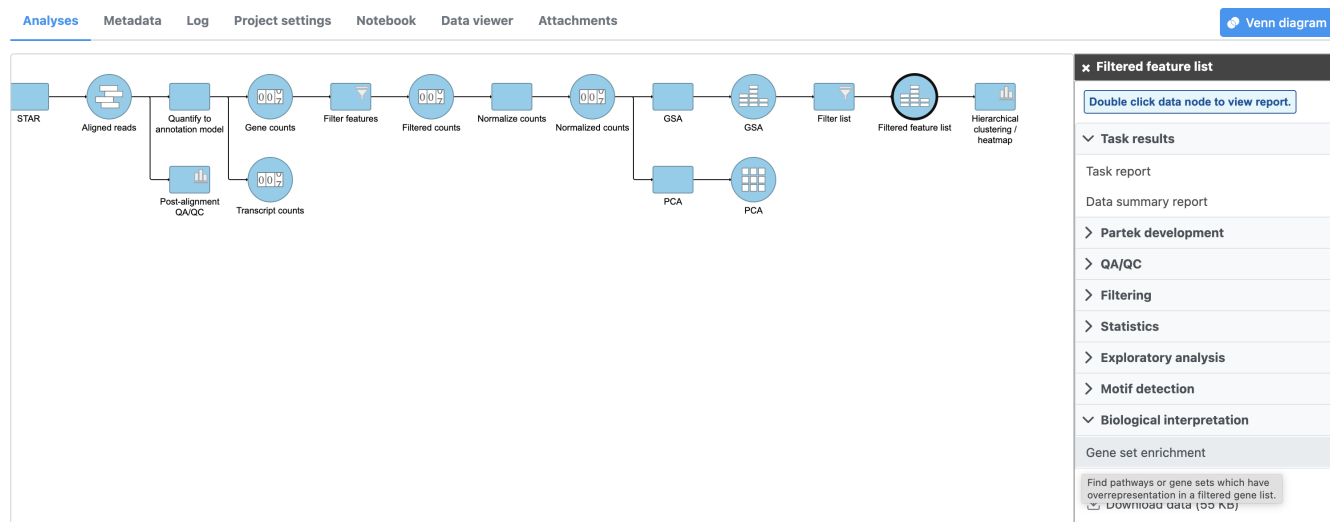 Analyses Metadata Log Project settings Notebook Data viewer Attachments
Venn diagram
STAR
Aligned reads
Quantify to
annotation model
Gene counts
Filter features
Filtered counts
Normalize counts
Normalized counts
GSA
GSA
Filter list
Filtered feature list
Hierarchical
clustering /
heatmap
Post-alignment
QA/QC
Transcript counts
PCA
PCA
Filtered feature list
Double click data node to view report.
Task results
Task report
Data summary report
Partek development
QA/QC
Filtering
Statistics
Exploratory analysis
Motif detection
Biological interpretation
Gene set enrichment
Find pathways or gene sets which have
overrepresentation in a filtered gene list.
Download data (55 KB)